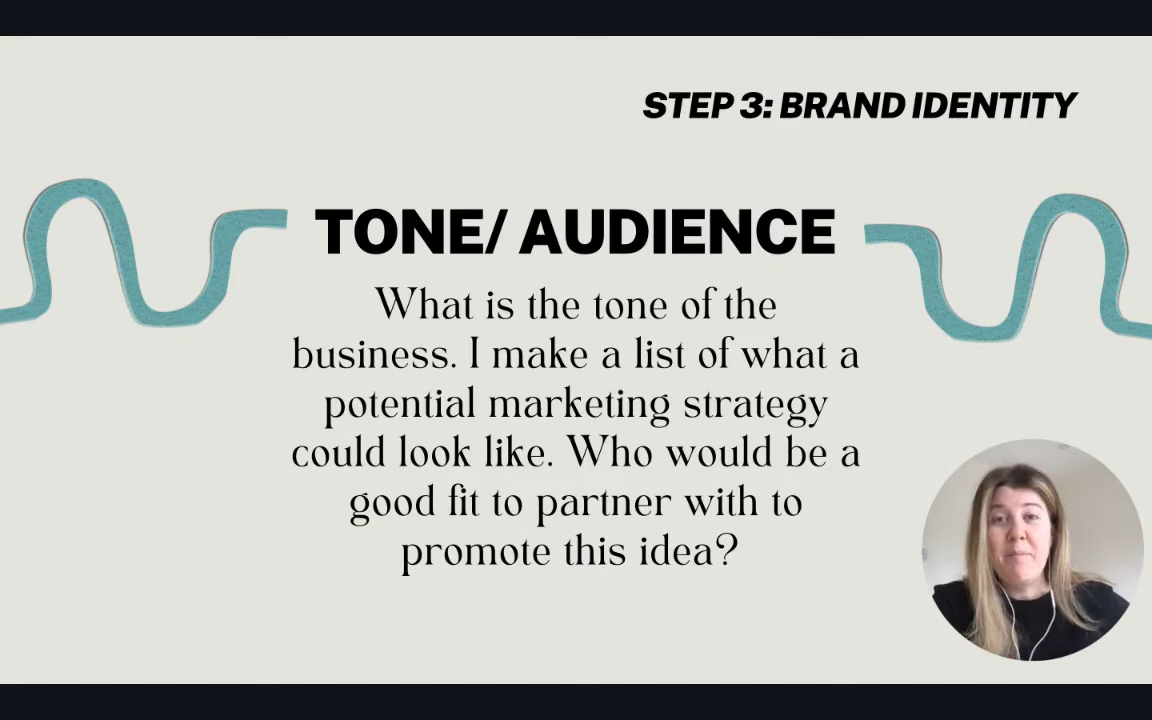 STEP 3: BRAND IDENTITY
TONE/ AUDIENCE
What is the tone of the
business. I make a list of what a
potential marketing strategy
could look like. Who would be a
good fit to partner with to
promote this idea?